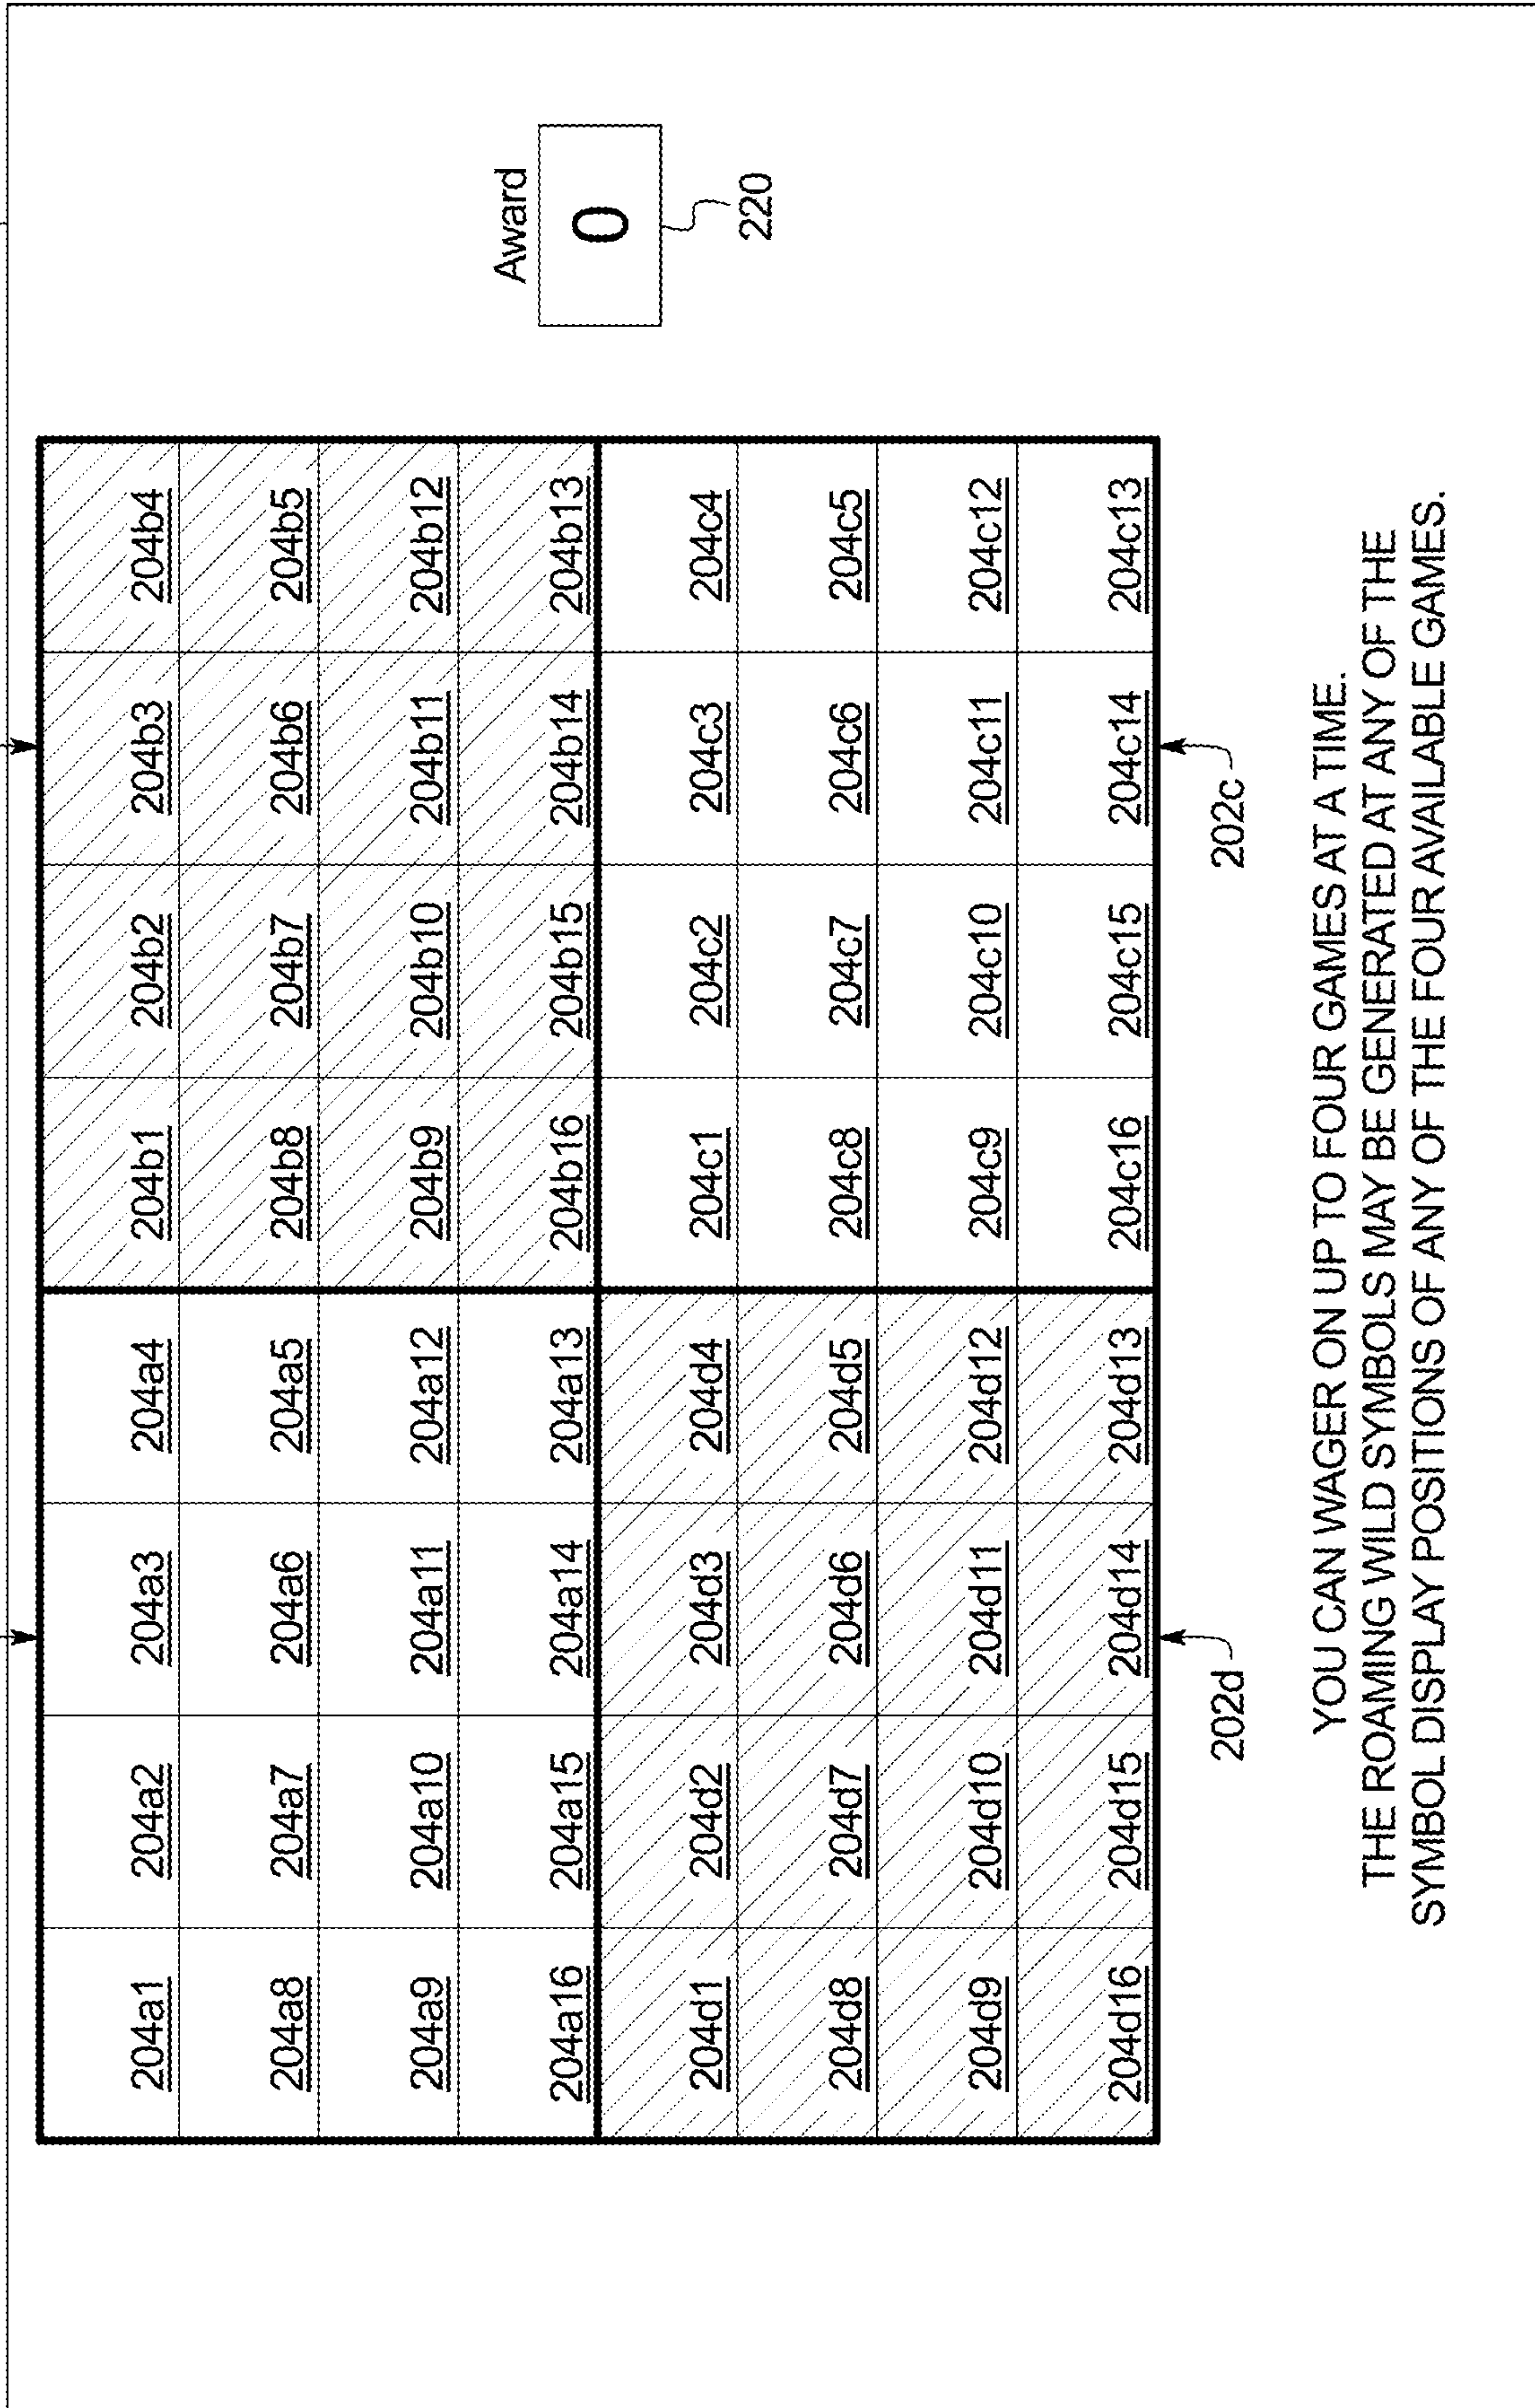 204a1 204a2 204a3 204a4 204b1 204b2 204b3 204b4
204a8 204a7 204a6 204a5 204b8 204b7 204b6 204b5
204a9 204a10 204a11 204a12 204b9 204b10 204b11 204b12
204a16 204a15 204a14 204a13 204b16 204b15 204b14 204b13
204d1 204d2 204d3 204d4 204c1 204c2 204c3 204c4
204d8 204d7 204d6 204d5 204c8 204c7 204c6 204c5
204d9 204d10 204d11 204d12 204c9 204c10 204c11 204c12
204d16 204d15 204d14 204d13 204c16 204c15 204c14 204c13
Award
0
220
202d 202c
YOU CAN WAGER ON UP TO FOUR GAMES AT A TIME.
THE ROAMING WILD SYMBOLS MAY BE GENERATED AT ANY OF THE
SYMBOL DISPLAY POSITIONS OF ANY OF THE FOUR AVAILABLE GAMES.